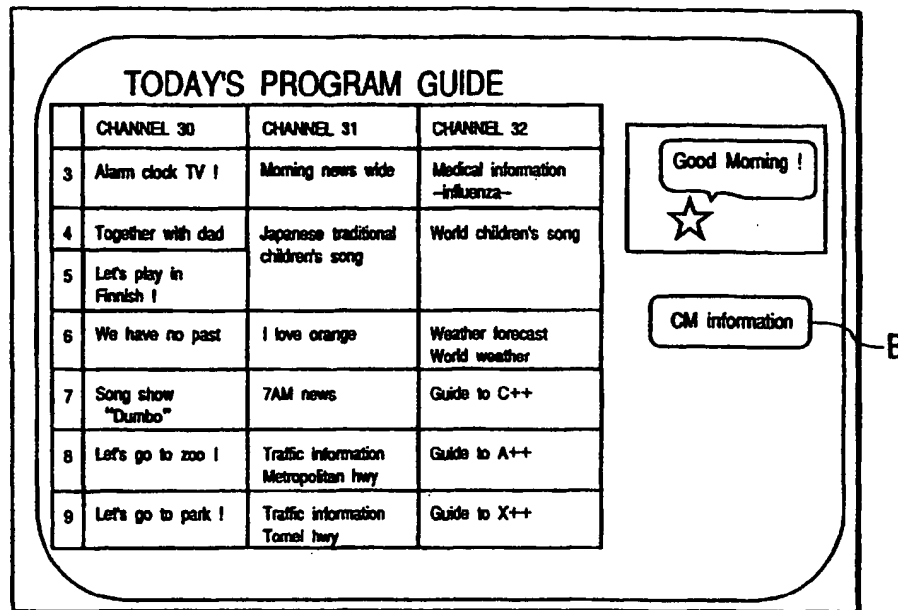 TODAY'S PROGRAM GUIDE
CHANNEL 30 CHANNEL 31 CHANNEL 32
3 Alarm clock TV ! Morning news wide Medical information
-influenza-
4 Together with dad Japanese traditional World children's song
children's song
5 Let's play in
Finnish !
6 We have no past I love orange Weather forecast
World weather
7 Song show 7AM news Guide to C++
"Dumbo"
8 Let's go to zoo ! Traffic information Guide to A++
Metropolitan hwy
9 Let's go to park ! Traffic information Guide to X++
Tomei hwy
Good Morning !
CM information